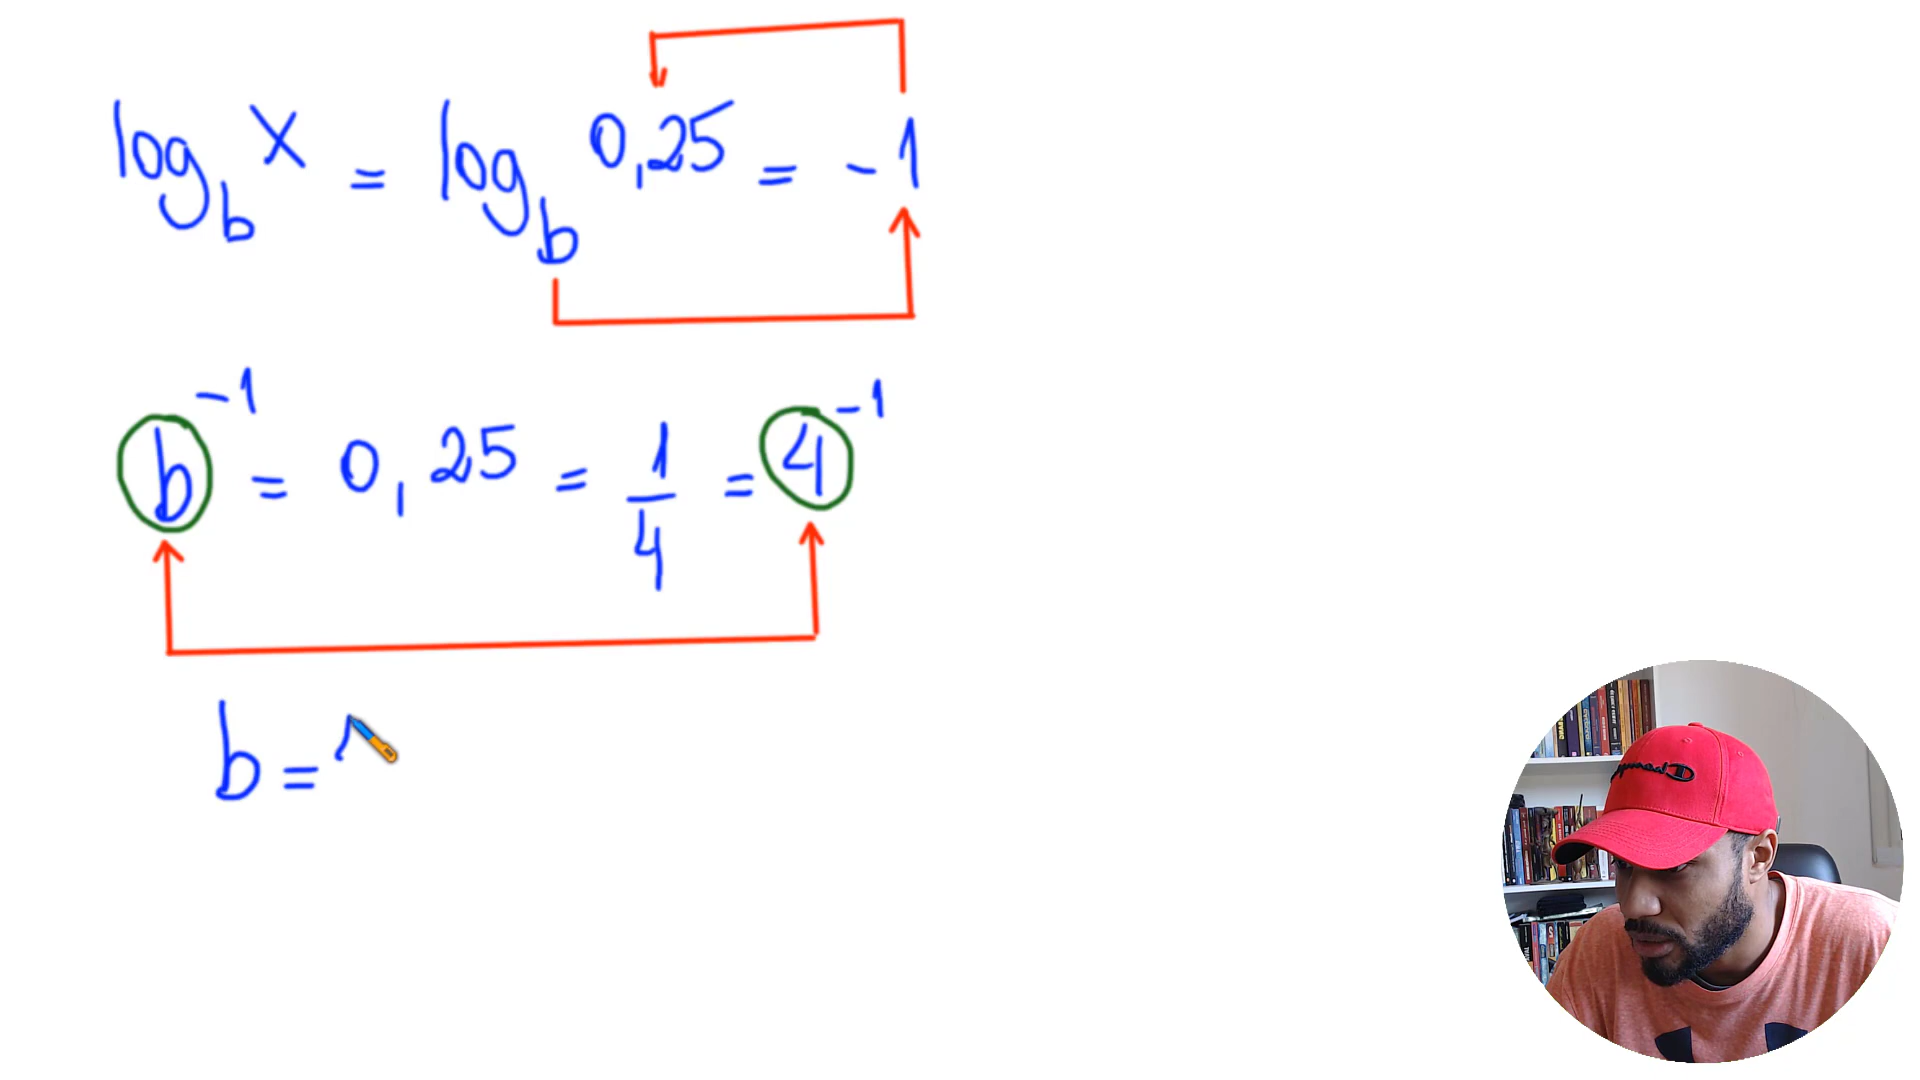 log_b x = log_b 0,25 = -1
b^-1 = 0,25 = 1/4 = 4^-1
b =